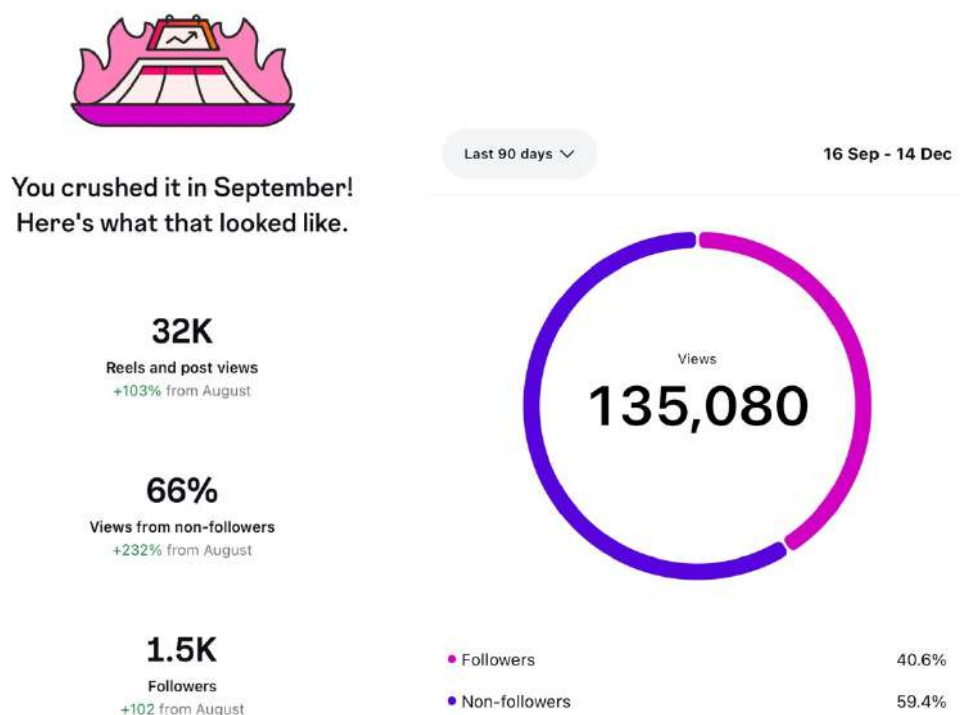 You crushed it in September!
Here's what that looked like.
32K
Reels and post views
+103% from August
66%
Views from non-followers
+232% from August
1.5K
Followers
+102 from August
Last 90 days
16 Sep - 14 Dec
Views
135,080
Followers 40.6%
Non-followers 59.4%